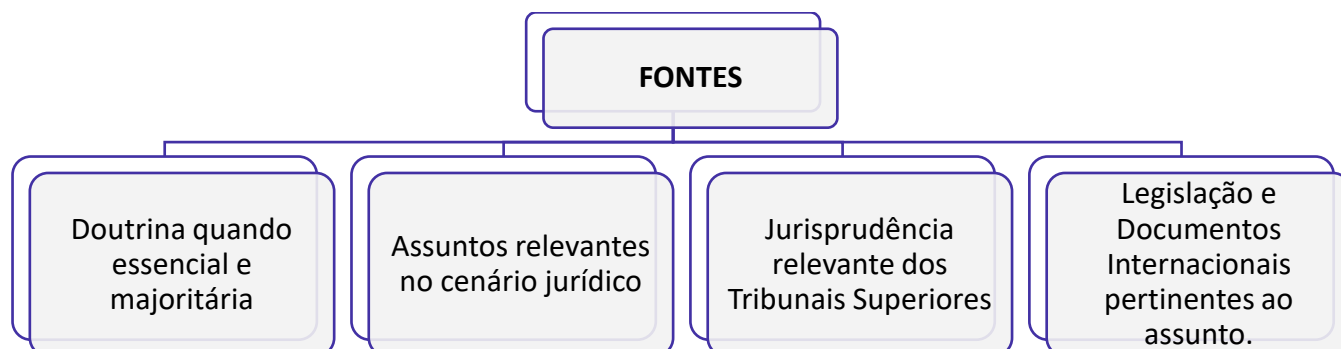 FONTES
Doutrina quando
essencial e
majoritária
Assuntos relevantes
no cenário jurídico
Jurisprudência
relevante dos
Tribunais Superiores
Legislação e
Documentos
Internacionais
pertinentes ao
assunto.